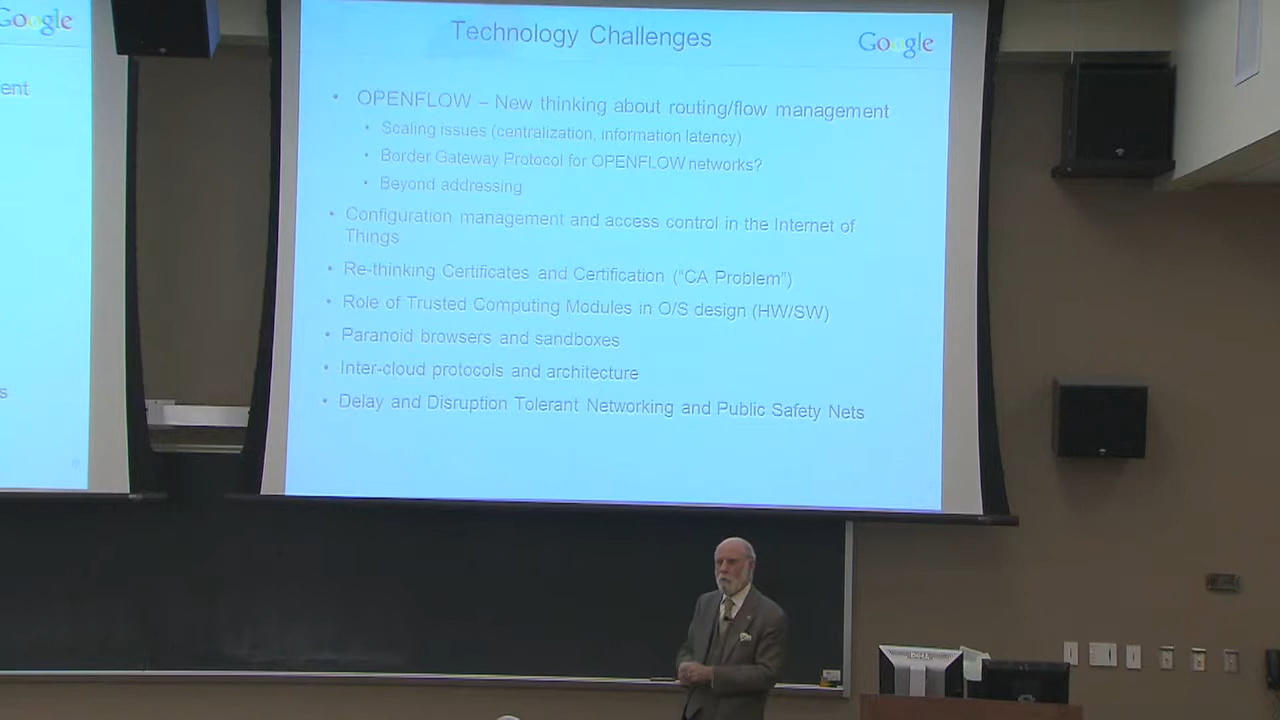 Google
ent
s
Technology Challenges
Google
• OPENFLOW – New thinking about routing/flow management
• Scaling issues (centralization, information latency)
• Border Gateway Protocol for OPENFLOW networks?
• Beyond addressing
• Configuration management and access control in the Internet of
Things
• Re-thinking Certificates and Certification ("CA Problem")
• Role of Trusted Computing Modules in O/S design (HW/SW)
• Paranoid browsers and sandboxes
• Inter-cloud protocols and architecture
• Delay and Disruption Tolerant Networking and Public Safety Nets
DELL